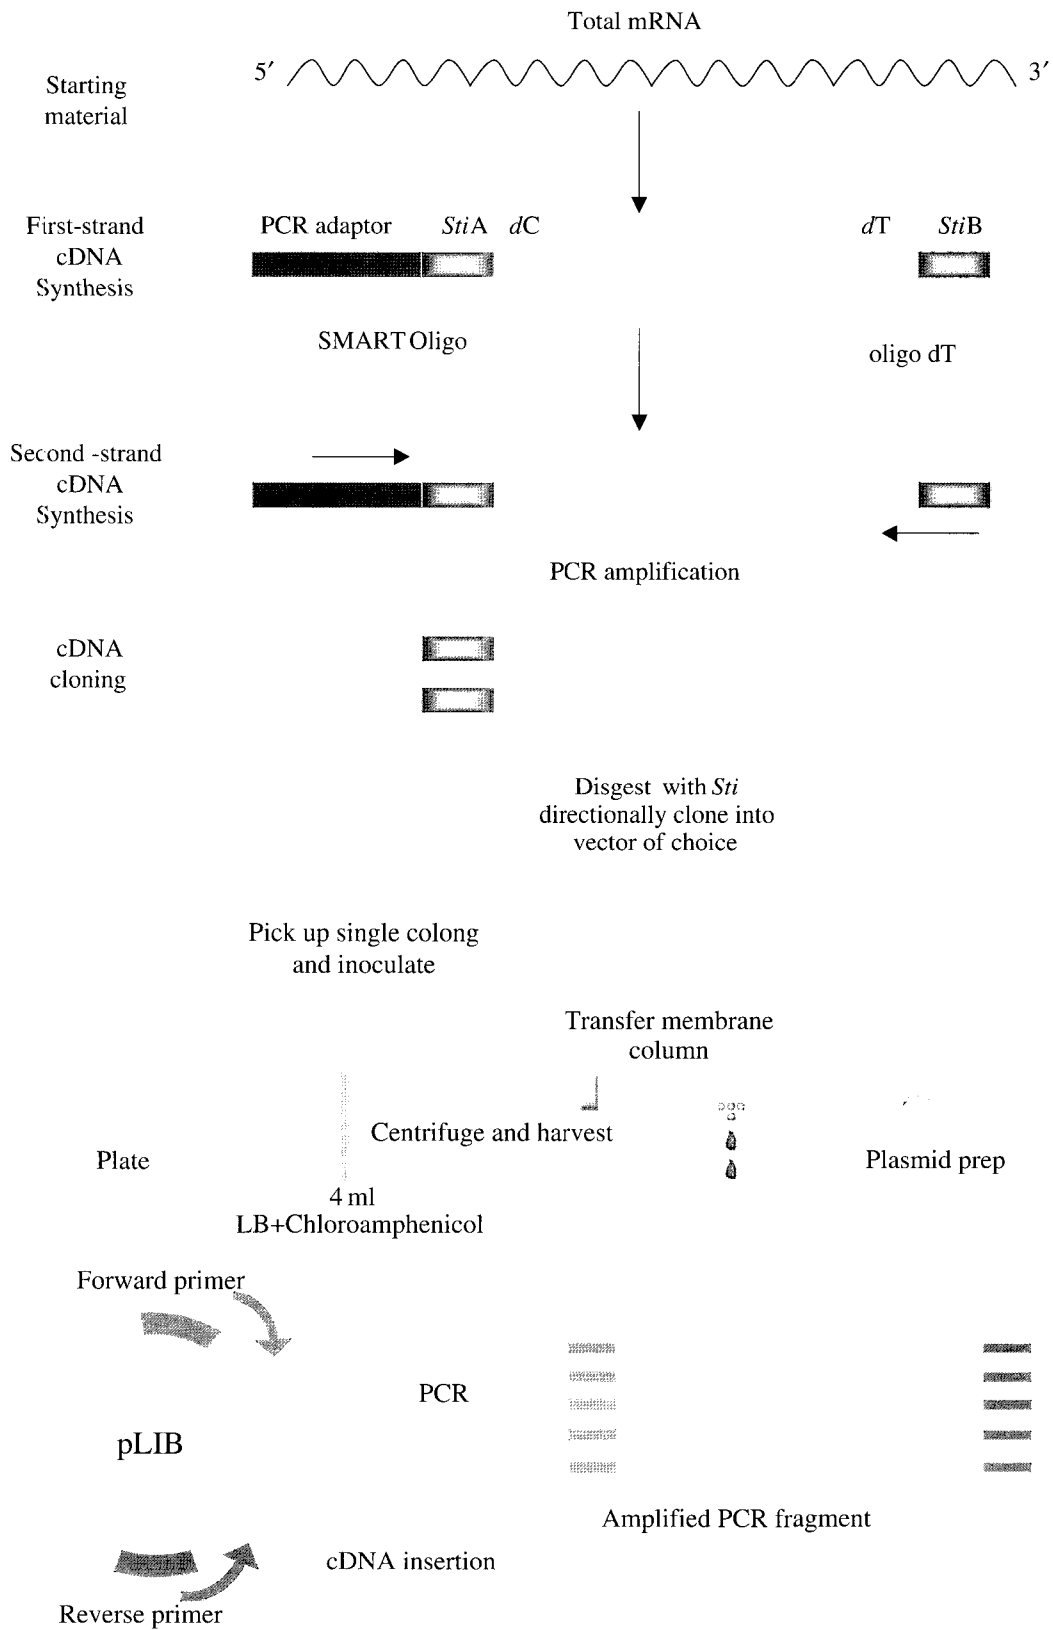 Total mRNA
5′ 3′
Starting
material
First-strand
cDNA
Synthesis
PCR adaptor StiA dC dT StiB
SMART Oligo
oligo dT
Second -strand
cDNA
Synthesis
PCR amplification
cDNA
cloning
Disgest with Sti
directionally clone into
vector of choice
Pick up single colong
and inoculate
Transfer membrane
column
Centrifuge and harvest
Plate
Plasmid prep
4 ml
LB+Chloroamphenicol
Forward primer
PCR
pLIB
Amplified PCR fragment
cDNA insertion
Reverse primer